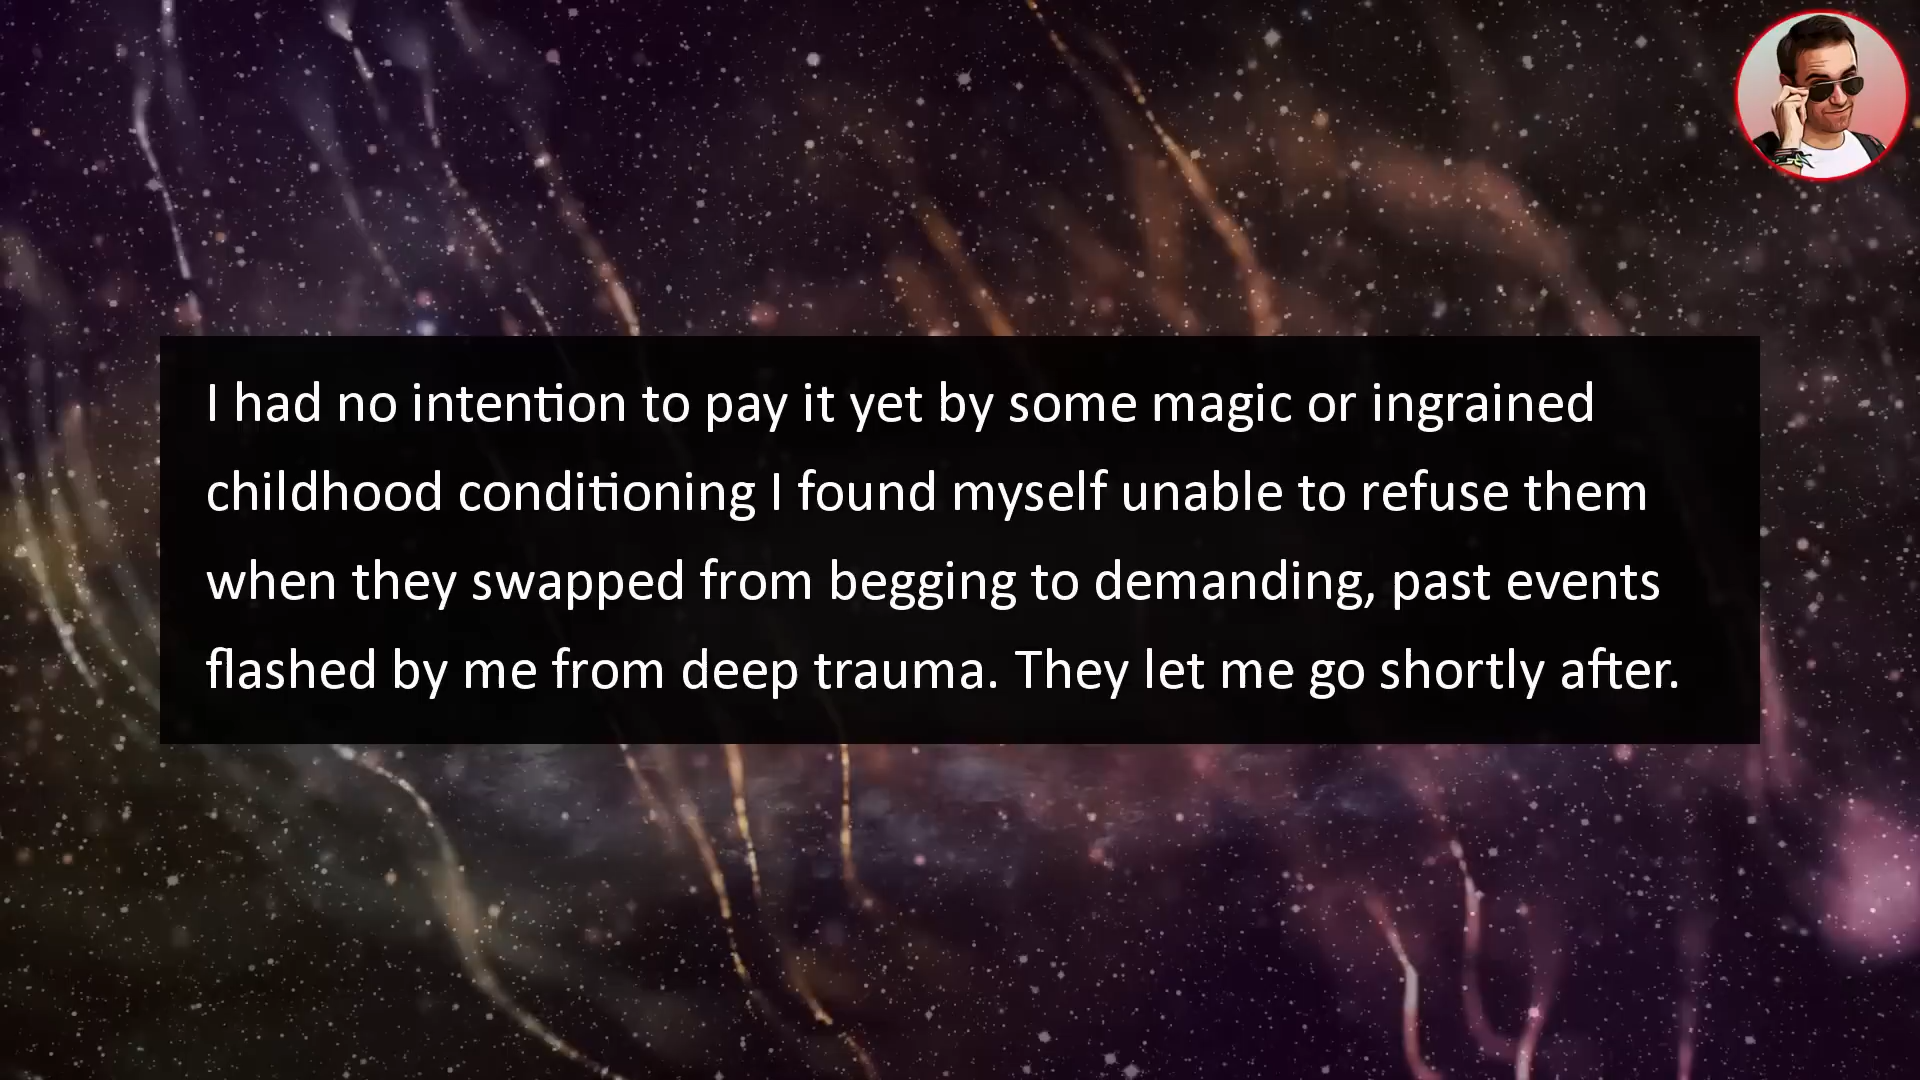 I had no intention to pay it yet by some magic or ingrained
childhood conditioning I found myself unable to refuse them
when they swapped from begging to demanding, past events
flashed by me from deep trauma. They let me go shortly after.